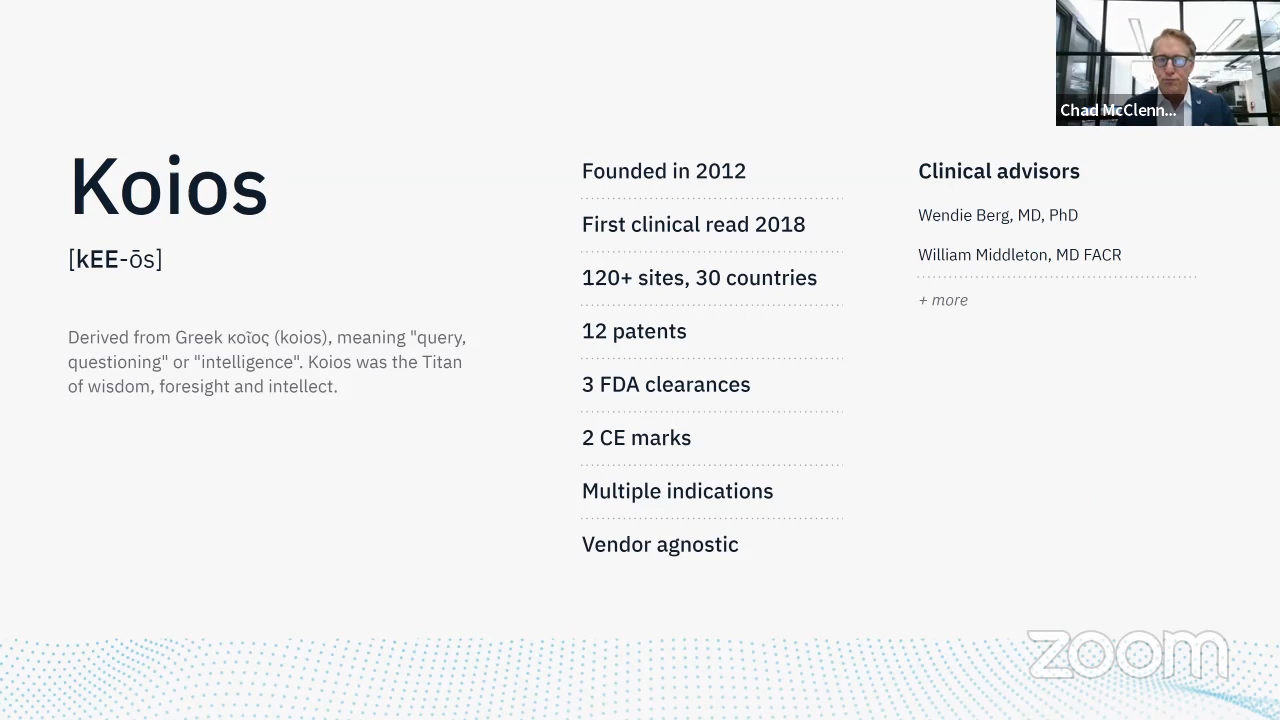 Chad McClenn...
Koios
[kEE-ōs]
Derived from Greek κοῖος (koios), meaning "query,
questioning" or "intelligence". Koios was the Titan
of wisdom, foresight and intellect.
Founded in 2012
First clinical read 2018
120+ sites, 30 countries
12 patents
3 FDA clearances
2 CE marks
Multiple indications
Vendor agnostic
Clinical advisors
Wendie Berg, MD, PhD
William Middleton, MD FACR
+ more
zoom